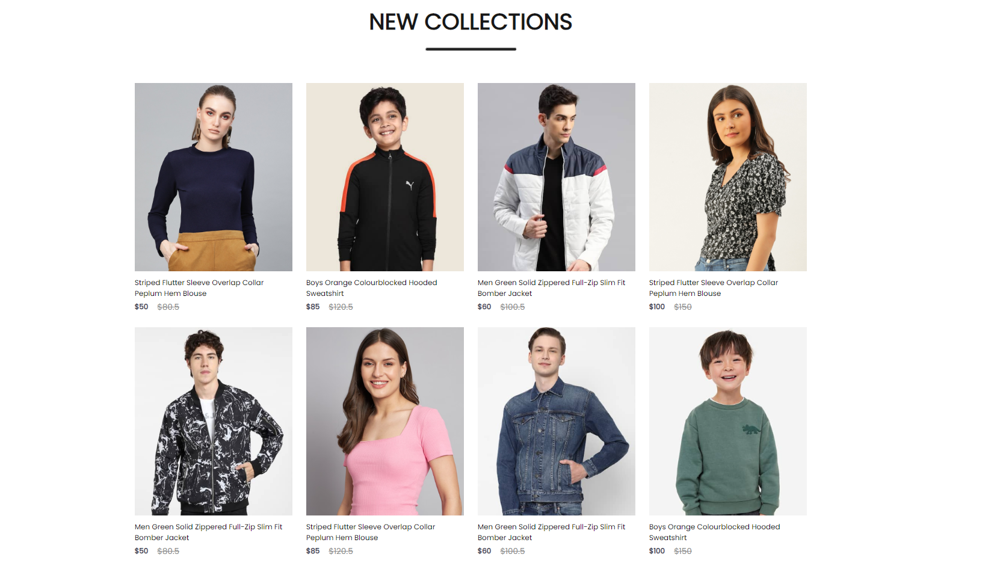 NEW COLLECTIONS
Striped Flutter Sleeve Overlap Collar
Peplum Hem Blouse
$50 $80.5
Boys Orange Colourblocked Hooded
Sweatshirt
$85 $120.5
Men Green Solid Zippered Full-Zip Slim Fit
Bomber Jacket
$60 $100.5
Striped Flutter Sleeve Overlap Collar
Peplum Hem Blouse
$100 $150
Men Green Solid Zippered Full-Zip Slim Fit
Bomber Jacket
$50 $80.5
Striped Flutter Sleeve Overlap Collar
Peplum Hem Blouse
$85 $120.5
Men Green Solid Zippered Full-Zip Slim Fit
Bomber Jacket
$60 $100.5
Boys Orange Colourblocked Hooded
Sweatshirt
$100 $150